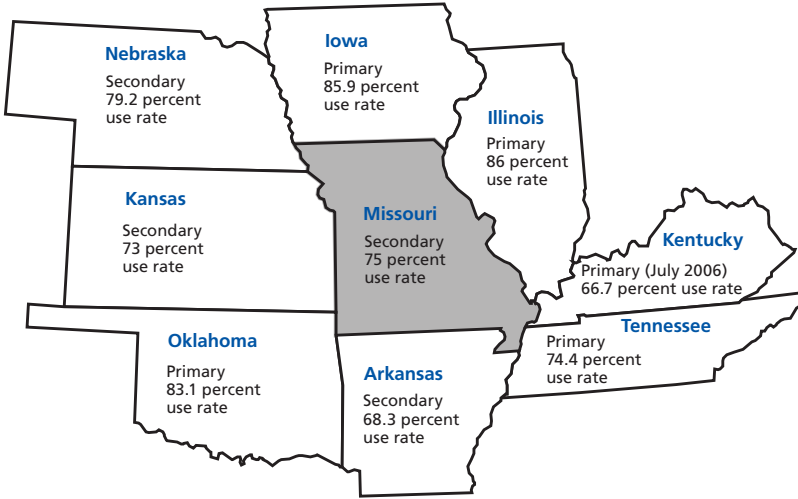 Nebraska
Secondary
79.2 percent
use rate
Iowa
Primary
85.9 percent
use rate
Illinois
Primary
86 percent
use rate
Kansas
Secondary
73 percent
use rate
Missouri
Secondary
75 percent
use rate
Kentucky
Primary (July 2006)
66.7 percent use rate
Oklahoma
Primary
83.1 percent
use rate
Arkansas
Secondary
68.3 percent
use rate
Tennessee
Primary
74.4 percent
use rate